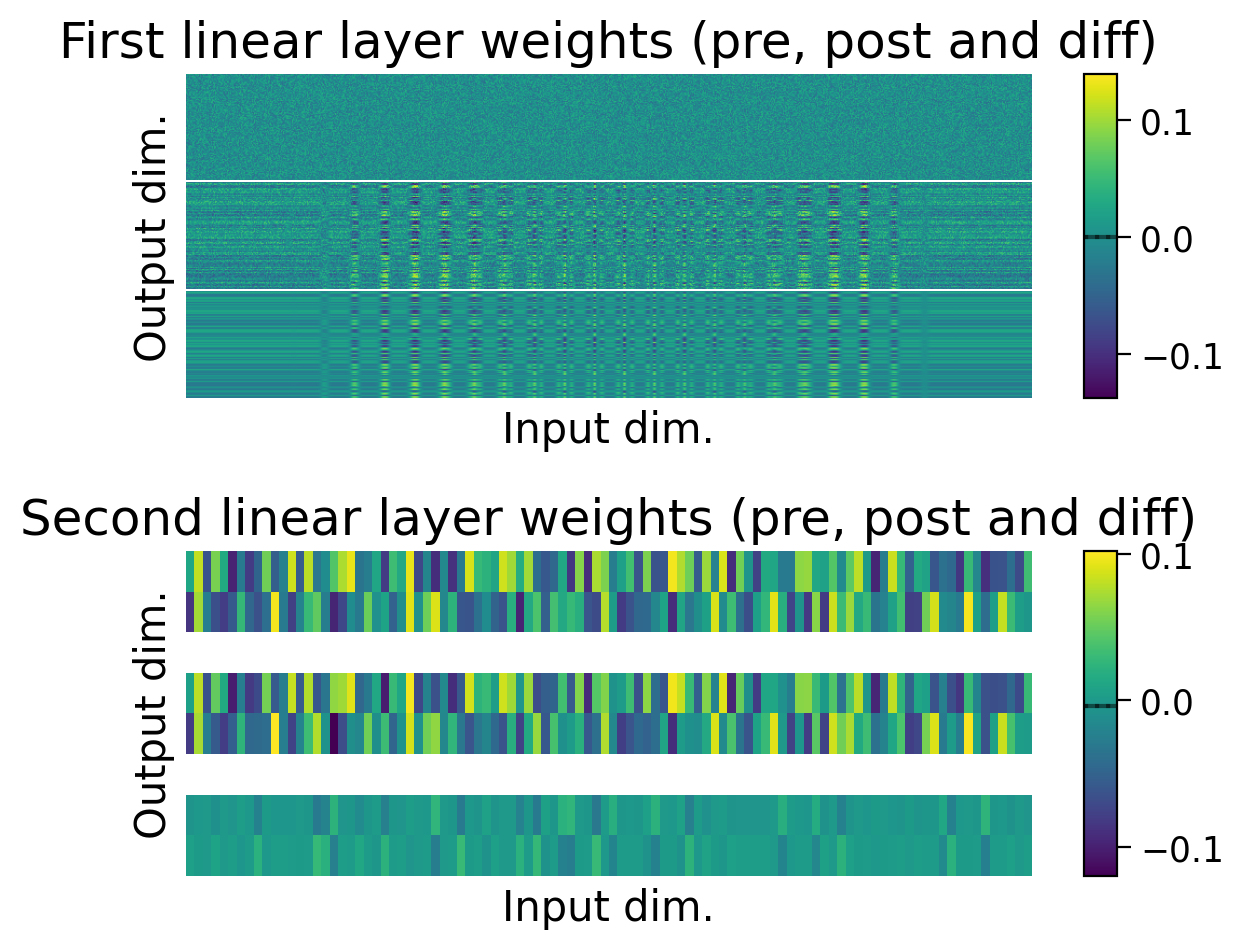 First linear layer weights (pre, post and diff)
Output dim.
Input dim.
0.1
0.0
−0.1
Second linear layer weights (pre, post and diff)
Output dim.
Input dim.
0.1
0.0
−0.1